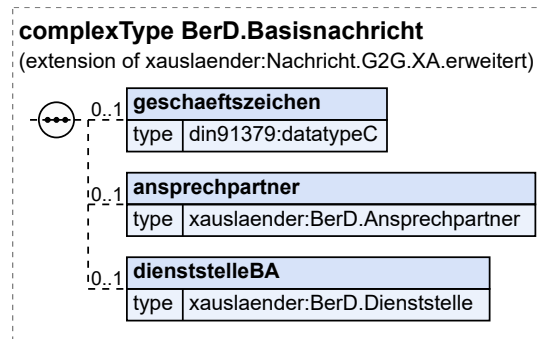 complexType BerD.Basisnachricht
(extension of xauslaender:Nachricht.G2G.XA.erweitert)
0..1 geschaeftszeichen
type din91379:datatypeC
0..1 ansprechpartner
type xauslaender:BerD.Ansprechpartner
0..1 dienststelleBA
type xauslaender:BerD.Dienststelle